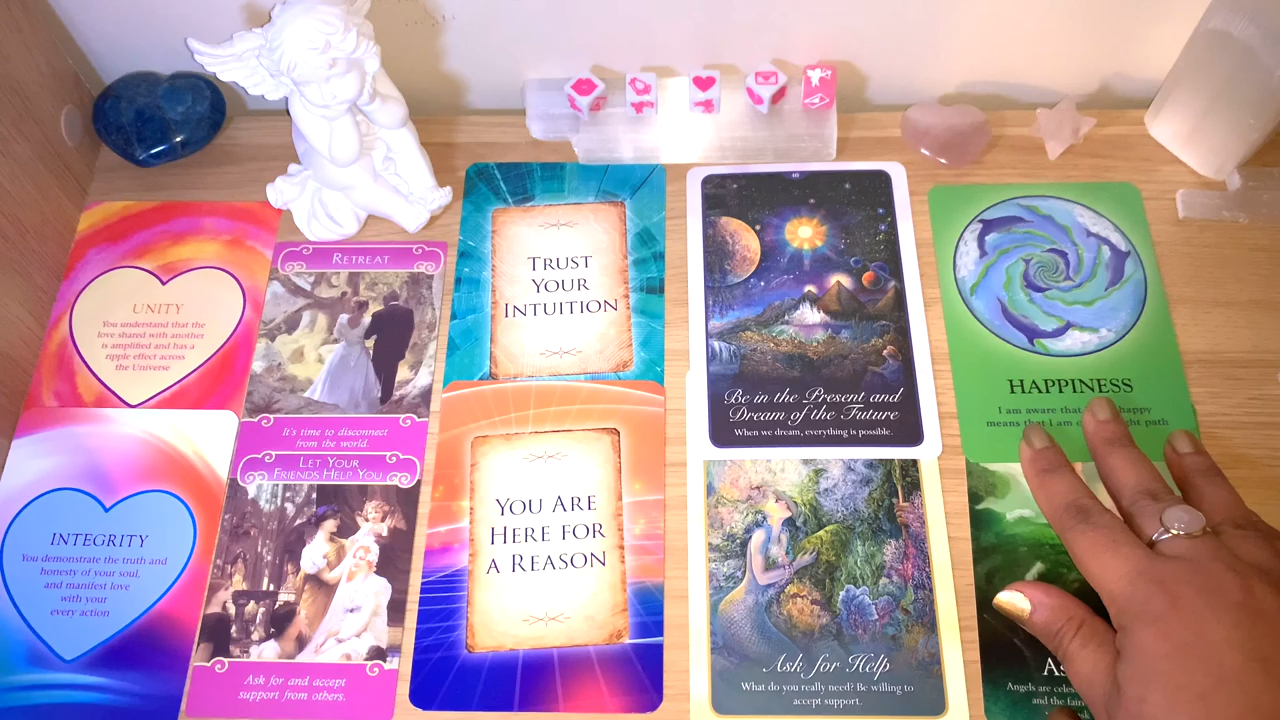 UNITY
You understand that the
love shared with another
is amplified and has a
ripple effect across
the Universe
INTEGRITY
You demonstrate the truth and
honesty of your soul,
and manifest love
with your
every action
RETREAT
It's time to disconnect
from the world.
LET YOUR
FRIENDS HELP YOU
Ask for and accept
support from others.
TRUST
YOUR
INTUITION
YOU ARE
HERE FOR
A REASON
Be in the Present and
Dream of the Future
When we dream, everything is possible.
Ask for Help
What do you really need? Be willing to
accept support.
HAPPINESS
I am aware that happy
means that I am path
Angels are
and the